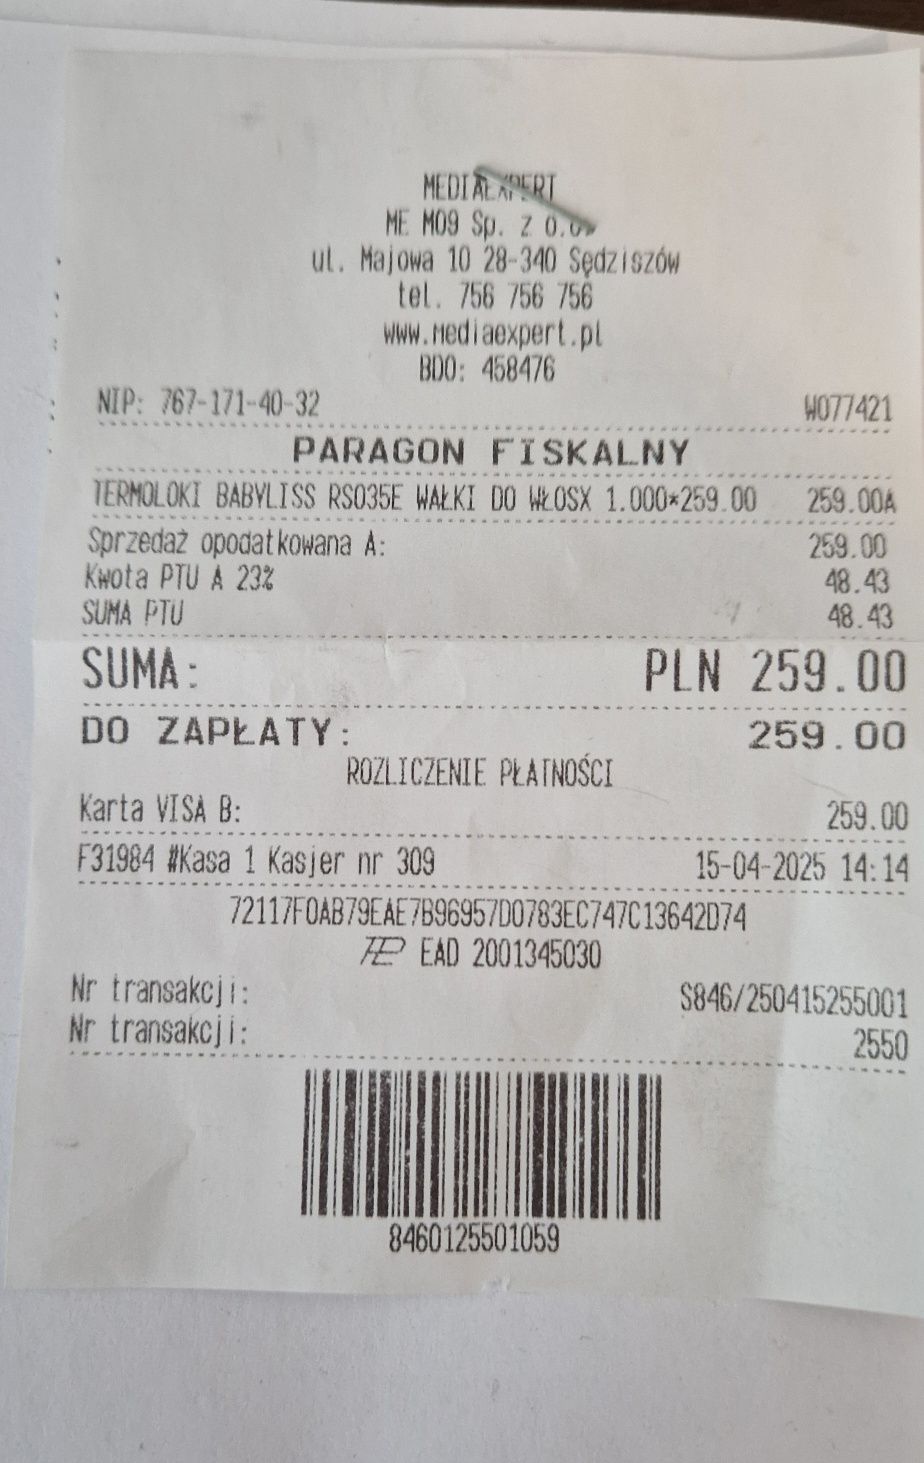 MEDIAEXPERT
ME M09 Sp. z o.o.
ul. Majowa 10 28-340 Sędziszów
tel. 756 756 756
www.mediaexpert.pl
BDO: 458476
NIP: 767-171-40-32 W077421
PARAGON FISKALNY
TERMOLOKI BABYLISS RS035E WAŁKI DO WŁOSX 1.000*259.00 259.00A
Sprzedaż opodatkowana A: 259.00
Kwota PTU A 23% 48.43
SUMA PTU 48.43
SUMA: PLN 259.00
DO ZAPŁATY: 259.00
ROZLICZENIE PŁATNOŚCI
Karta VISA B: 259.00
F31984 #Kasa 1 Kasjer nr 309 15-04-2025 14:14
72117F0AB79EAE7B96957D0783EC747C13642D74
EAD 2001345030
Nr transakcji: S846/250415255001
Nr transakcji: 2550
8460125501059